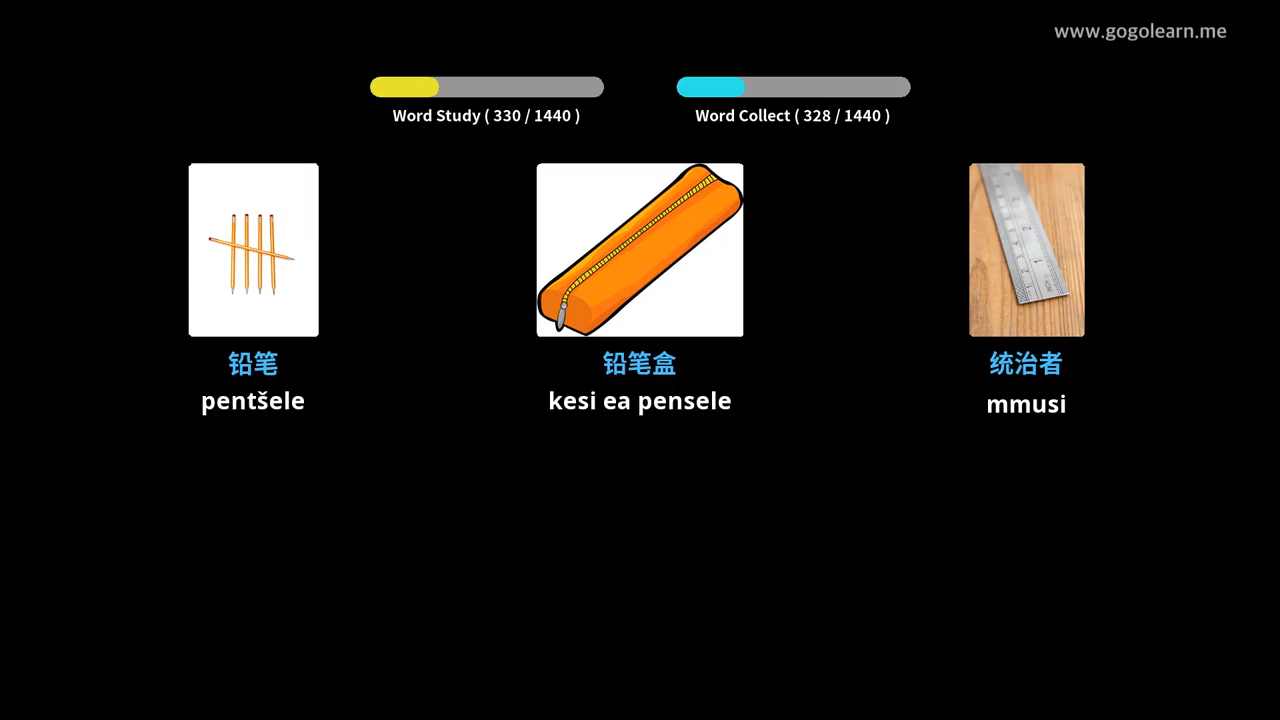 www.gogolearn.me
Word Study ( 330 / 1440 )
Word Collect ( 328 / 1440 )
铅笔
铅笔盒
统治者
pentšele
kesi ea pensele
mmusi